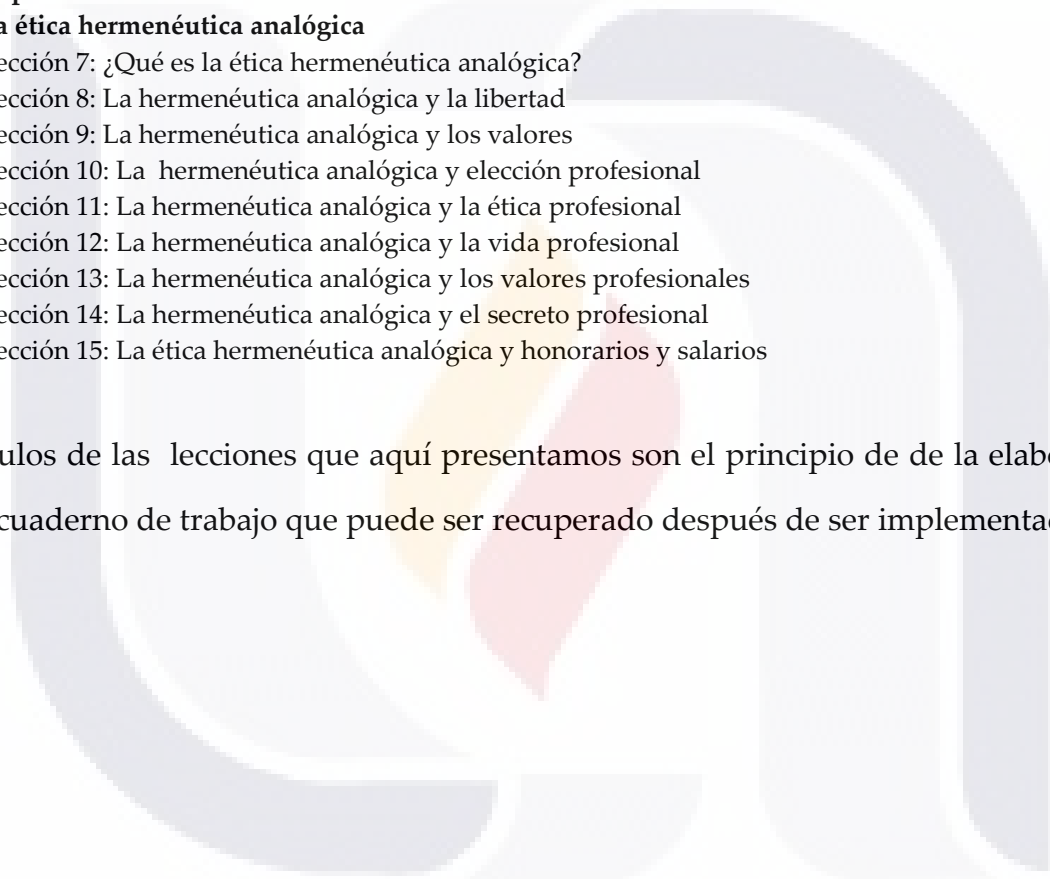 a ética hermenéutica analógica
ección 7: ¿Qué es la ética hermenéutica analógica?
ección 8: La hermenéutica analógica y la libertad
ección 9: La hermenéutica analógica y los valores
ección 10: La  hermenéutica analógica y elección profesional
ección 11: La hermenéutica analógica y la ética profesional
ección 12: La hermenéutica analógica y la vida profesional
ección 13: La hermenéutica analógica y los valores profesionales
ección 14: La hermenéutica analógica y el secreto profesional
ección 15: La ética hermenéutica analógica y honorarios y salarios
ulos de las  lecciones que aquí presentamos son el principio de de la elab
cuaderno de trabajo que puede ser recuperado después de ser implementa